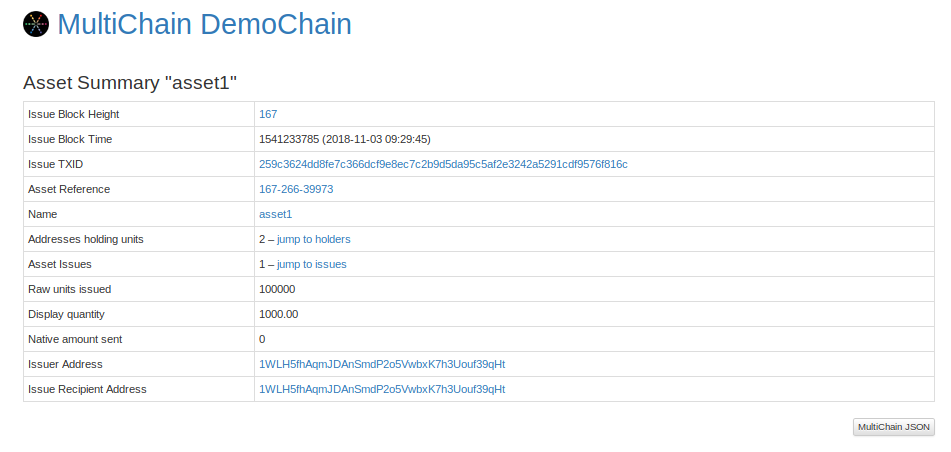 MultiChain DemoChain
Asset Summary "asset1"
Issue Block Height 167
Issue Block Time 1541233785 (2018-11-03 09:29:45)
Issue TXID 259c3624dd8fe7c366dcf9e8ec7c2b9d5da95c5af2e3242a5291cdf9576f816c
Asset Reference 167-266-39973
Name asset1
Addresses holding units 2 – jump to holders
Asset Issues 1 – jump to issues
Raw units issued 100000
Display quantity 1000.00
Native amount sent 0
Issuer Address 1WLH5fhAqmJDAnSmdP2o5VwbxK7h3Uouf39qHt
Issue Recipient Address 1WLH5fhAqmJDAnSmdP2o5VwbxK7h3Uouf39qHt
MultiChain JSON